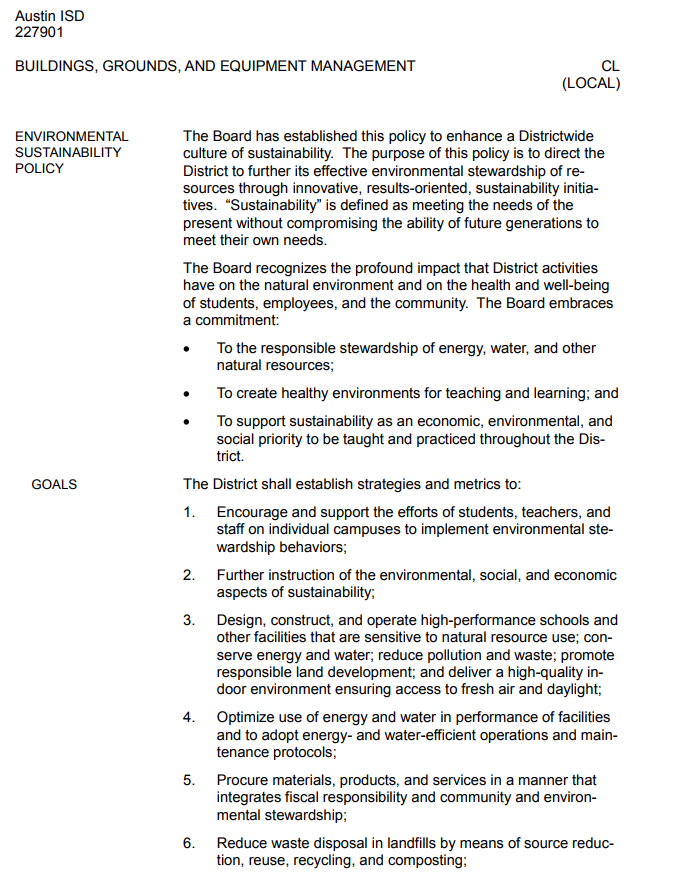 Austin ISD
227901
BUILDINGS, GROUNDS, AND EQUIPMENT MANAGEMENT CL
(LOCAL)
ENVIRONMENTAL
SUSTAINABILITY
POLICY
The Board has established this policy to enhance a Districtwide
culture of sustainability. The purpose of this policy is to direct the
District to further its effective environmental stewardship of re-
sources through innovative, results-oriented, sustainability initia-
tives. “Sustainability” is defined as meeting the needs of the
present without compromising the ability of future generations to
meet their own needs.
The Board recognizes the profound impact that District activities
have on the natural environment and on the health and well-being
of students, employees, and the community. The Board embraces
a commitment:
• To the responsible stewardship of energy, water, and other
natural resources;
• To create healthy environments for teaching and learning; and
• To support sustainability as an economic, environmental, and
social priority to be taught and practiced throughout the Dis-
trict.
GOALS The District shall establish strategies and metrics to:
1. Encourage and support the efforts of students, teachers, and
staff on individual campuses to implement environmental ste-
wardship behaviors;
2. Further instruction of the environmental, social, and economic
aspects of sustainability;
3. Design, construct, and operate high-performance schools and
other facilities that are sensitive to natural resource use; con-
serve energy and water; reduce pollution and waste; promote
responsible land development; and deliver a high-quality in-
door environment ensuring access to fresh air and daylight;
4. Optimize use of energy and water in performance of facilities
and to adopt energy- and water-efficient operations and main-
tenance protocols;
5. Procure materials, products, and services in a manner that
integrates fiscal responsibility and community and environ-
mental stewardship;
6. Reduce waste disposal in landfills by means of source reduc-
tion, reuse, recycling, and composting;